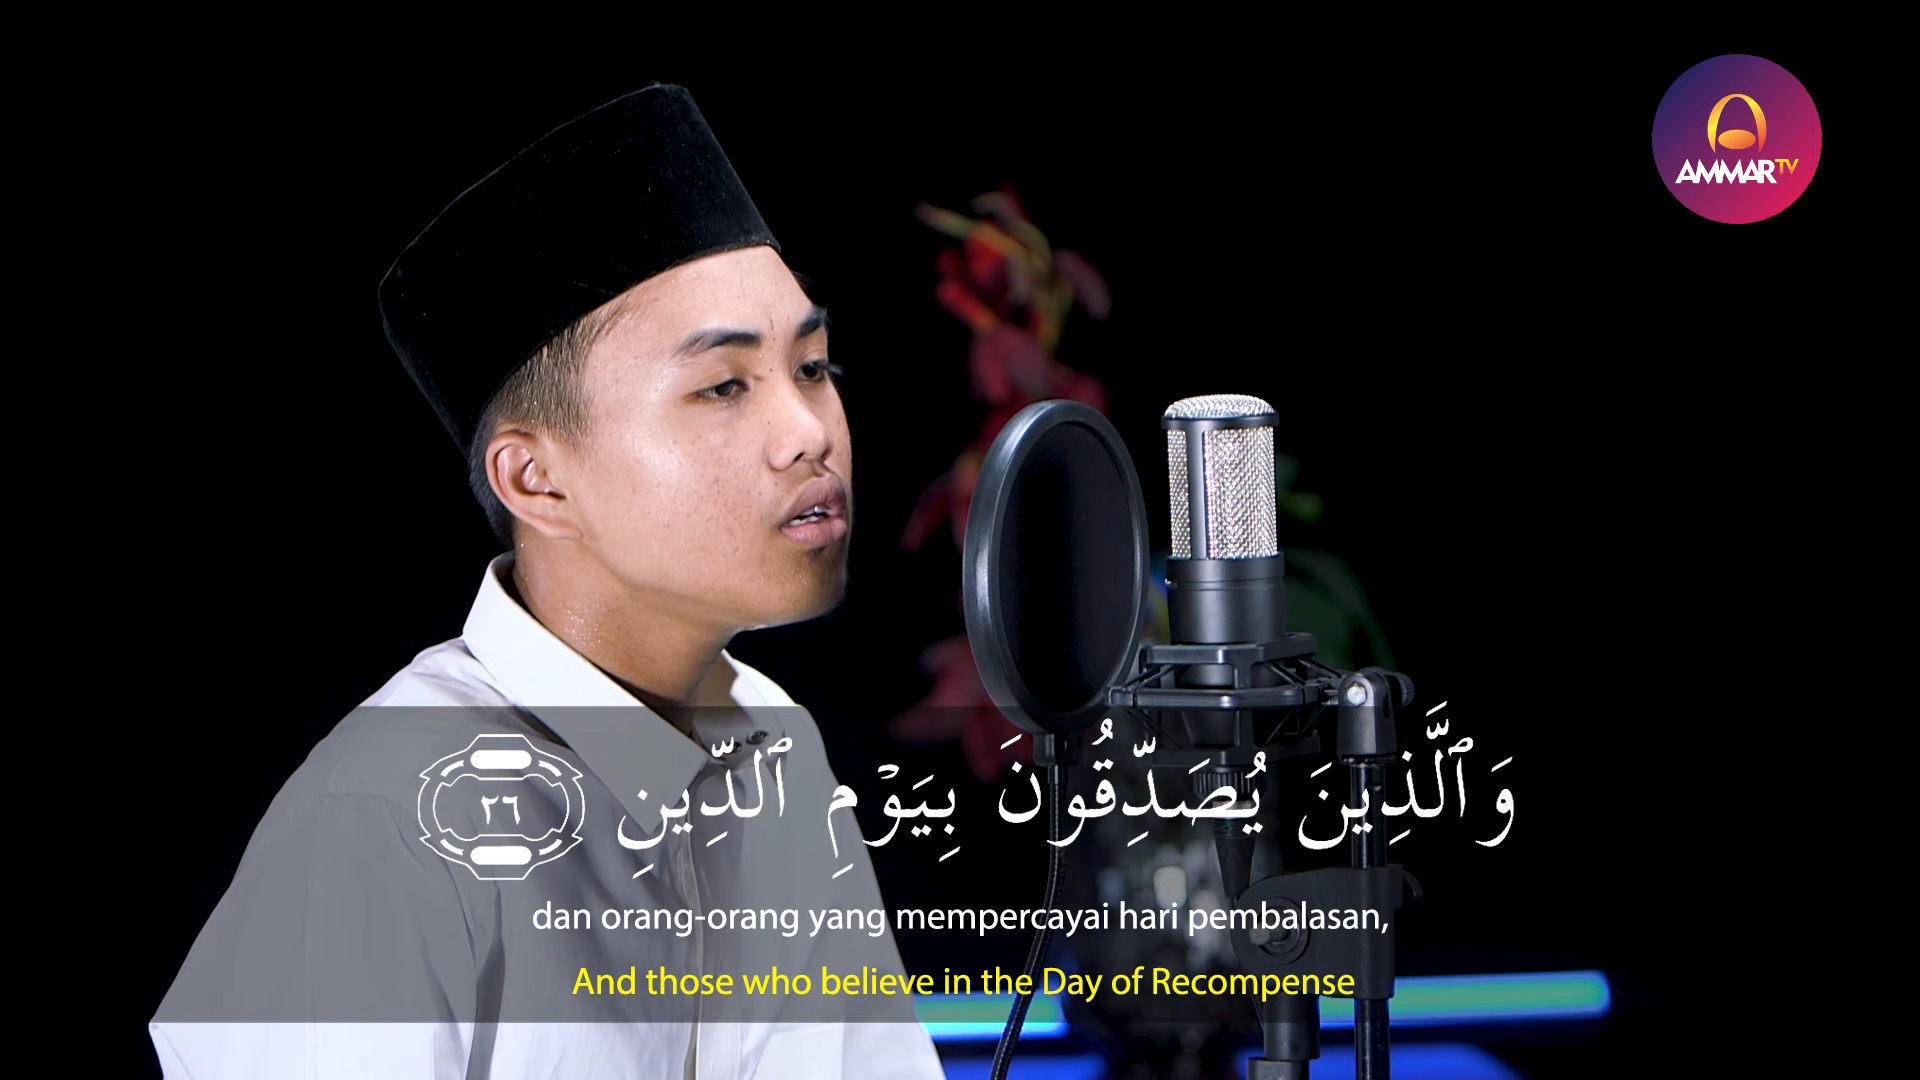 AMMARTV
وَٱلَّذِينَ يُصَدِّقُونَ بِيَوْمِ ٱلدِّينِ ٢٦
dan orang-orang yang mempercayai hari pembalasan,
And those who believe in the Day of Recompense